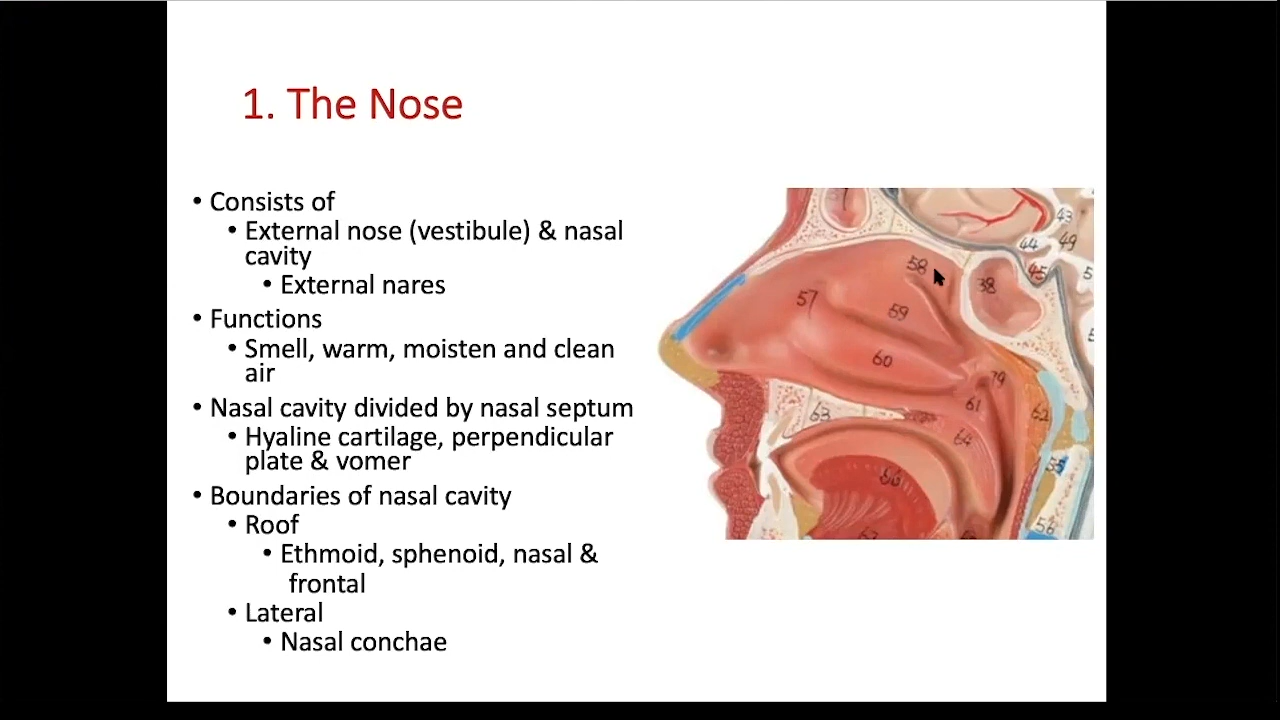 1. The Nose
• Consists of
• External nose (vestibule) & nasal
cavity
• External nares
• Functions
• Smell, warm, moisten and clean
air
• Nasal cavity divided by nasal septum
• Hyaline cartilage, perpendicular
plate & vomer
• Boundaries of nasal cavity
• Roof
• Ethmoid, sphenoid, nasal &
frontal
• Lateral
• Nasal conchae
43
44 49
45
58
38
57
59
60
79
61
62
63
64
56